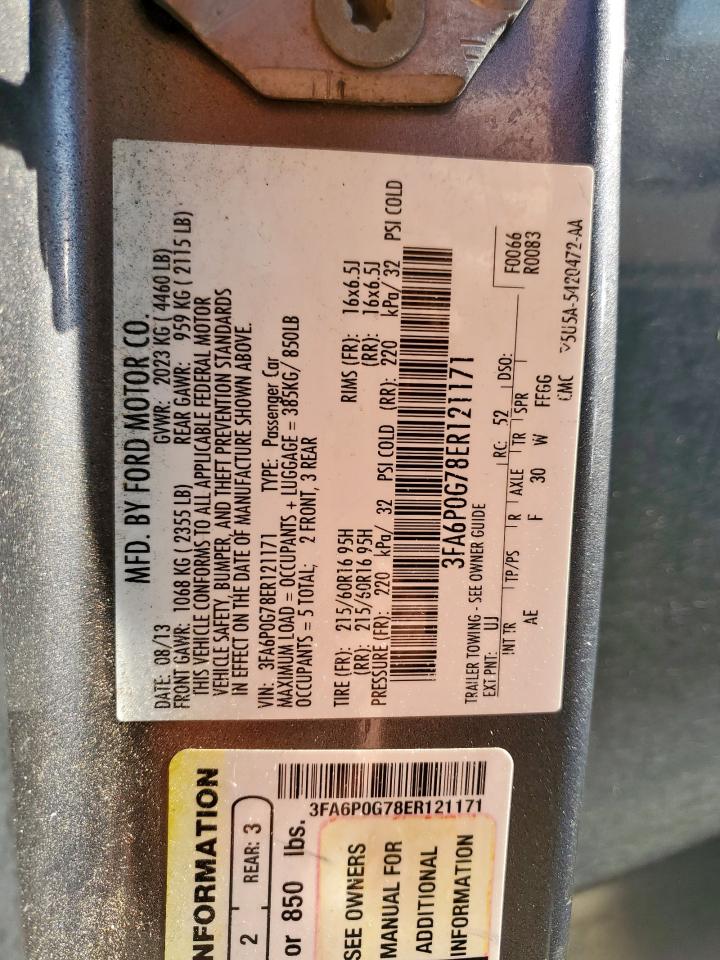 MFD. BY FORD MOTOR CO.
DATE: 08/13 GVWR: 2023 KG ( 4460 LB)
FRONT GAWR: 1068 KG ( 2355 LB) REAR GAWR: 959 KG ( 2115 LB)
THIS VEHICLE CONFORMS TO ALL APPLICABLE FEDERAL MOTOR
VEHICLE SAFETY, BUMPER, AND THEFT PREVENTION STANDARDS
IN EFFECT ON THE DATE OF MANUFACTURE SHOWN ABOVE.
VIN: 3FA6P0G78ER121171 TYPE: Passenger Car
MAXIMUM LOAD = OCCUPANTS + LUGGAGE = 385KG/ 850LB
OCCUPANTS = 5 TOTAL; 2 FRONT, 3 REAR
TIRE (FR): 215/60R16 95H RIMS (FR): 16x6.5J
(RR): 215/60R16 95H (RR): 16x6.5J
PRESSURE (FR): 220 kPa/ 32 PSI COLD (RR): 220 kPa/ 32 PSI COLD
3FA6P0G78ER121171
F0066
R0083
TRAILER TOWING - SEE OWNER GUIDE
EXT PNT: UJ RC: 52 DSO:
INT TR TP/PS R AXLE TR SPR
AE F 30 W FFGG
CMC 5U5A-5420472-AA
NFORMATION
2 REAR: 3
or 850 lbs.
3FA6P0G78ER121171
SEE OWNERS
MANUAL FOR
ADDITIONAL
INFORMATION